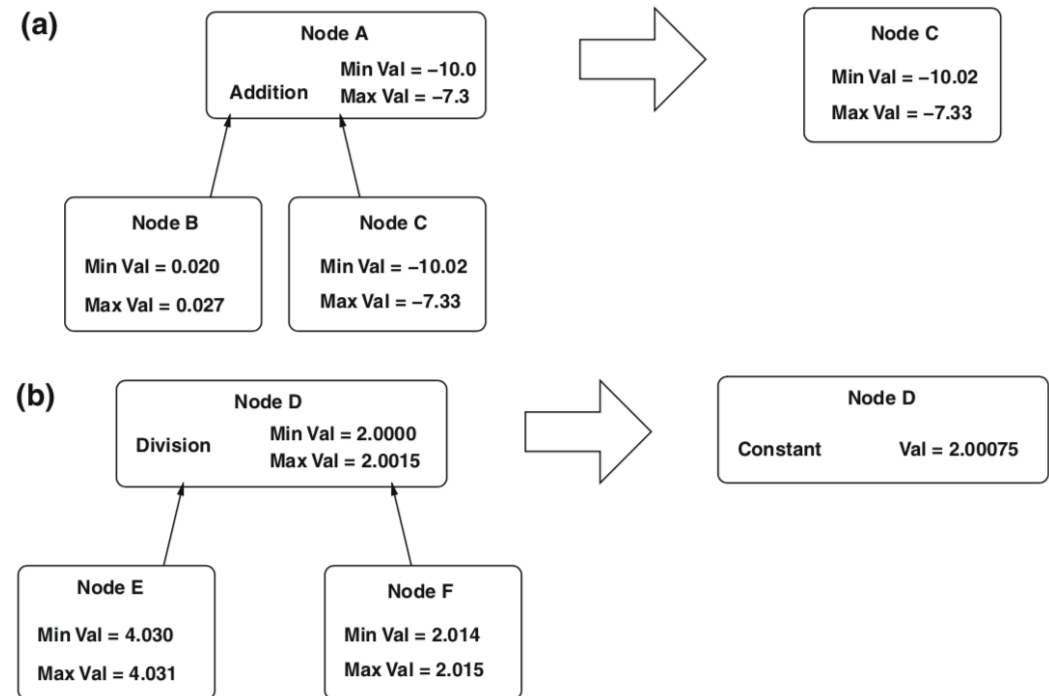 (a)
Node A
Min Val = −10.0
Addition
Max Val = −7.3
Node C
Min Val = −10.02
Max Val = −7.33
Node B
Min Val = 0.020
Max Val = 0.027
Node C
Min Val = −10.02
Max Val = −7.33
(b)
Node D
Division
Min Val = 2.0000
Max Val = 2.0015
Node D
Constant
Val = 2.00075
Node E
Min Val = 4.030
Max Val = 4.031
Node F
Min Val = 2.014
Max Val = 2.015